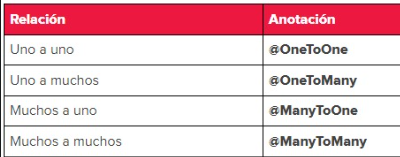 Relación Anotación
Uno a uno @OneToOne
Uno a muchos @OneToMany
Muchos a uno @ManyToOne
Muchos a muchos @ManyToMany